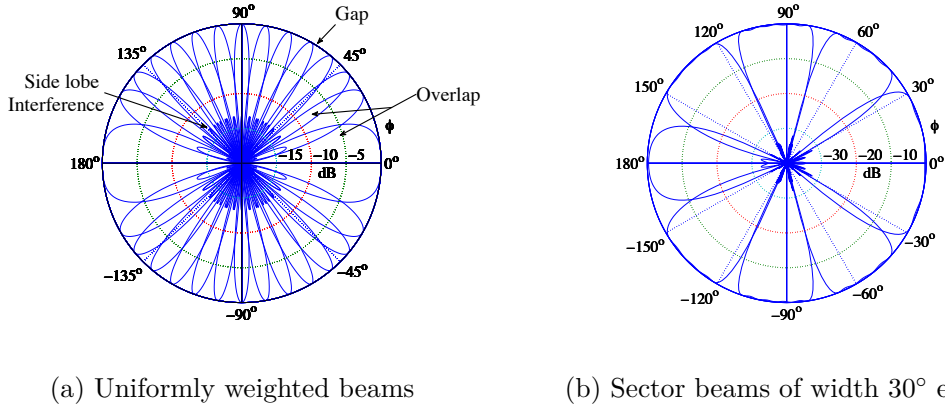 90° Gap
135° 45°
Side lobe
Interference
Overlap
ϕ
180° −15 −10 −5 0°
dB
−135° −45°
−90°
90°
120° 60°
150° 30°
ϕ
180° −30 −20 −10 0°
dB
−150° −30°
−120° −60°
−90°
(a) Uniformly weighted beams
(b) Sector beams of width 30° e